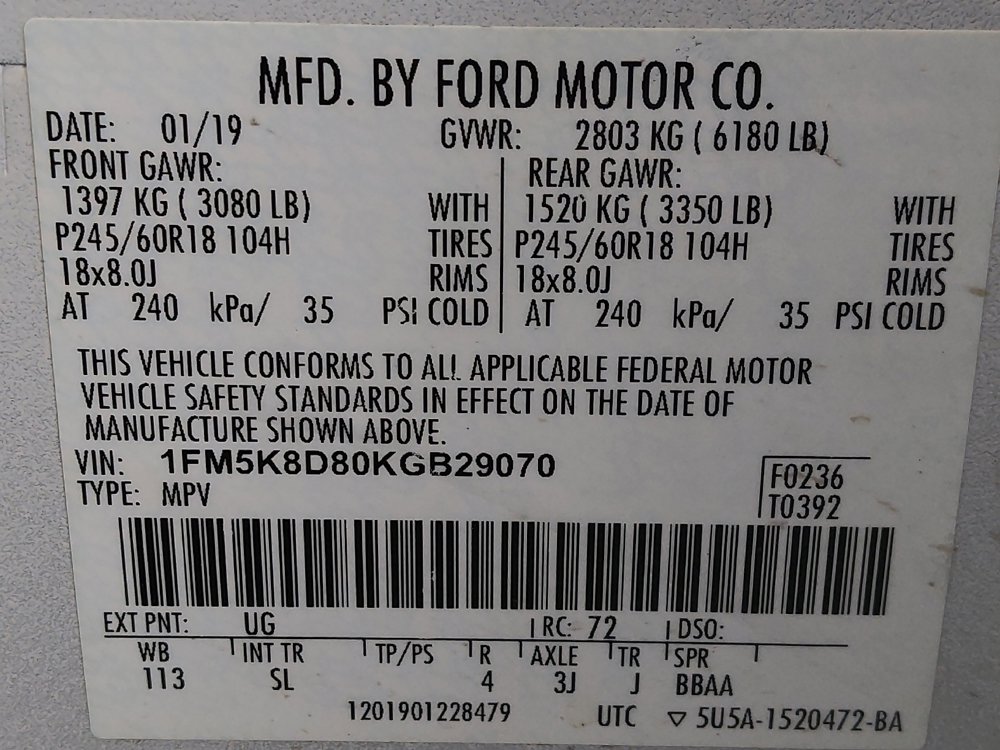 MFD. BY FORD MOTOR CO.
DATE: 01/19 GVWR: 2803 KG ( 6180 LB)
FRONT GAWR: REAR GAWR:
1397 KG ( 3080 LB) WITH 1520 KG ( 3350 LB) WITH
P245/60R18 104H TIRES P245/60R18 104H TIRES
18x8.0J RIMS 18x8.0J RIMS
AT 240 kPa/ 35 PSI COLD AT 240 kPa/ 35 PSI COLD
THIS VEHICLE CONFORMS TO ALL APPLICABLE FEDERAL MOTOR
VEHICLE SAFETY STANDARDS IN EFFECT ON THE DATE OF
MANUFACTURE SHOWN ABOVE.
VIN: 1FM5K8D80KGB29070
TYPE: MPV
F0236
T0392
EXT PNT: UG RC: 72 DSO:
WB INT TR TP/PS R AXLE TR SPR
113 SL 4 3J J BBAA
1201901228479 UTC ▽ 5U5A-1520472-BA